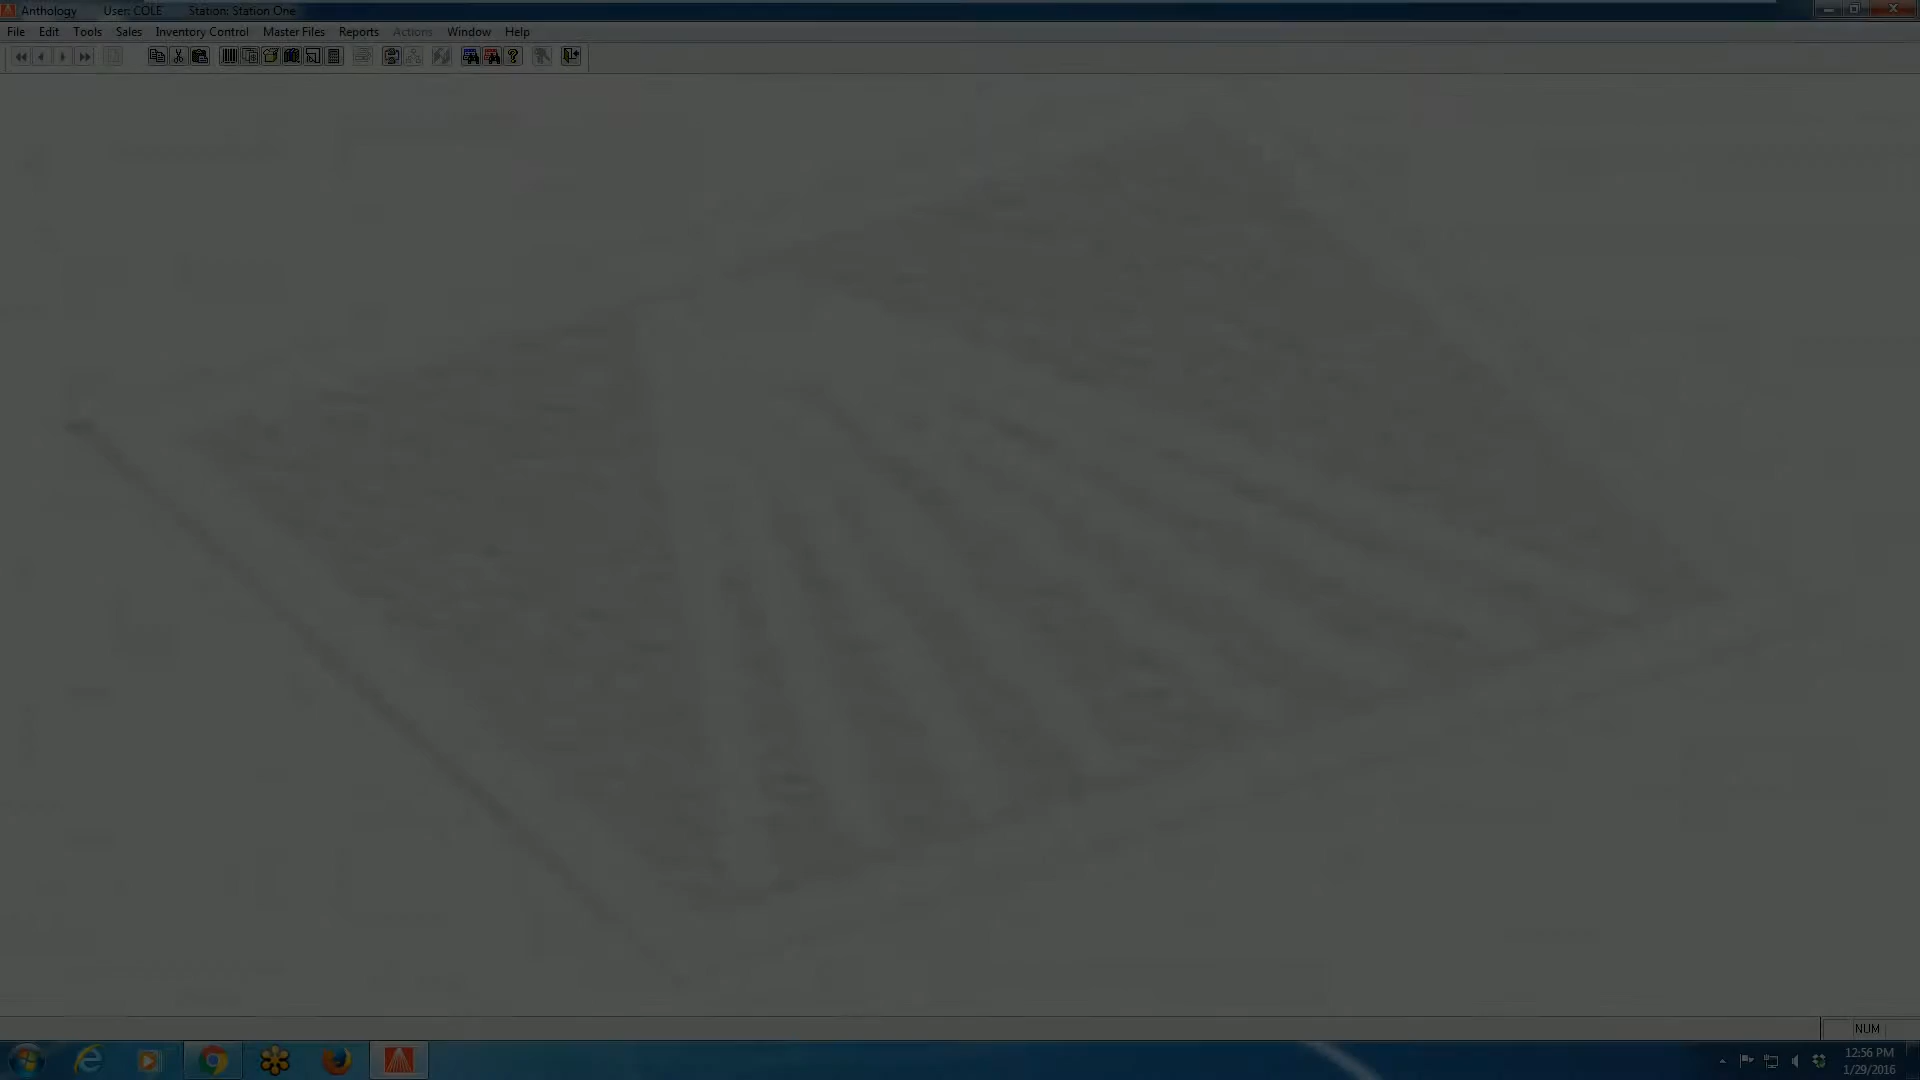 Anthology User: COLE Station: Station One
File Edit Tools Sales Inventory Control Master Files Reports Actions Window Help
NUM
12:56 PM
1/29/2016